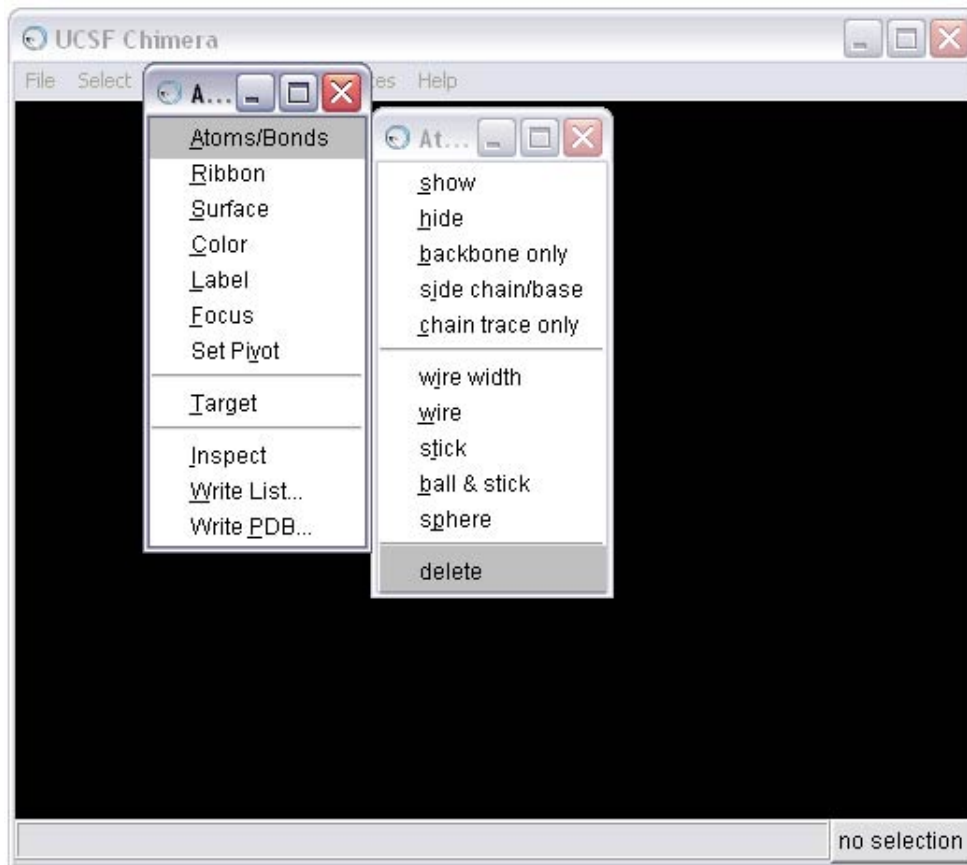 UCSF Chimera
File Select es Help
A...
Atoms/Bonds
Ribbon
Surface
Color
Label
Focus
Set Pivot
Target
Inspect
Write List...
Write PDB...
At...
show
hide
backbone only
side chain/base
chain trace only
wire width
wire
stick
ball & stick
sphere
delete
no selection